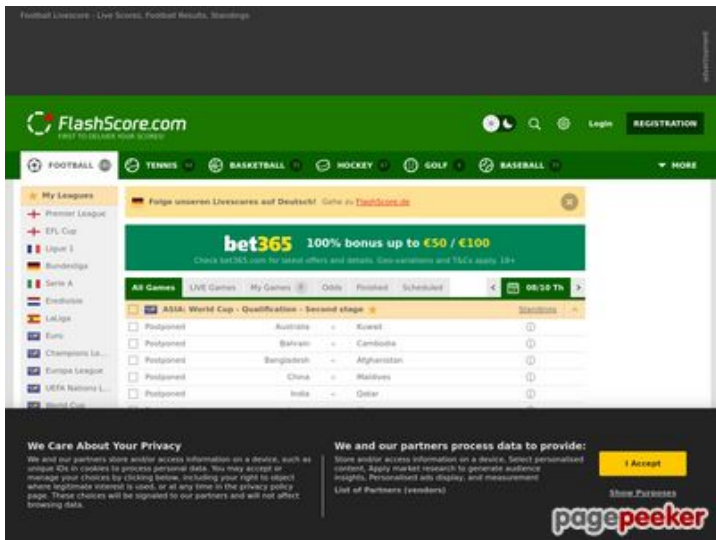 Football Livescore - Live Scores, Football Results, Standings
advertisement
FlashScore.com
FIRST TO DELIVER YOUR SCORES!
Login
REGISTRATION
FOOTBALL
TENNIS
BASKETBALL
HOCKEY
GOLF
BASEBALL
MORE
My Leagues
Premier League
EFL Cup
Ligue 1
Bundesliga
Serie A
Eredivisie
LaLiga
Euro
Champions Le...
Europa League
UEFA Nations L...
World Cup
Folge unseren Livescores auf Deutsch! Gehe zu FlashScore.de
bet365 100% bonus up to €50 / €100
Check bet365.com for latest offers and details. Geo-variations and T&Cs apply. 18+
All Games LIVE Games My Games 0 Odds Finished Scheduled
< 08/10 Th >
ASIA: World Cup - Qualification - Second stage Standings
Postponed Australia - Kuwait
Postponed Bahrain - Cambodia
Postponed Bangladesh - Afghanistan
Postponed China - Maldives
Postponed India - Qatar
We Care About Your Privacy
We and our partners store and/or access information on a device, such as
unique IDs in cookies to process personal data. You may accept or
manage your choices by clicking below, including your right to object
where legitimate interest is used, or at any time in the privacy policy
page. These choices will be signaled to our partners and will not affect
browsing data.
We and our partners process data to provide:
Store and/or access information on a device, Select personalised
content, Apply market research to generate audience
insights, Personalised ads display, and measurement
List of Partners (vendors)
I Accept
Show Purposes
pagepeeker